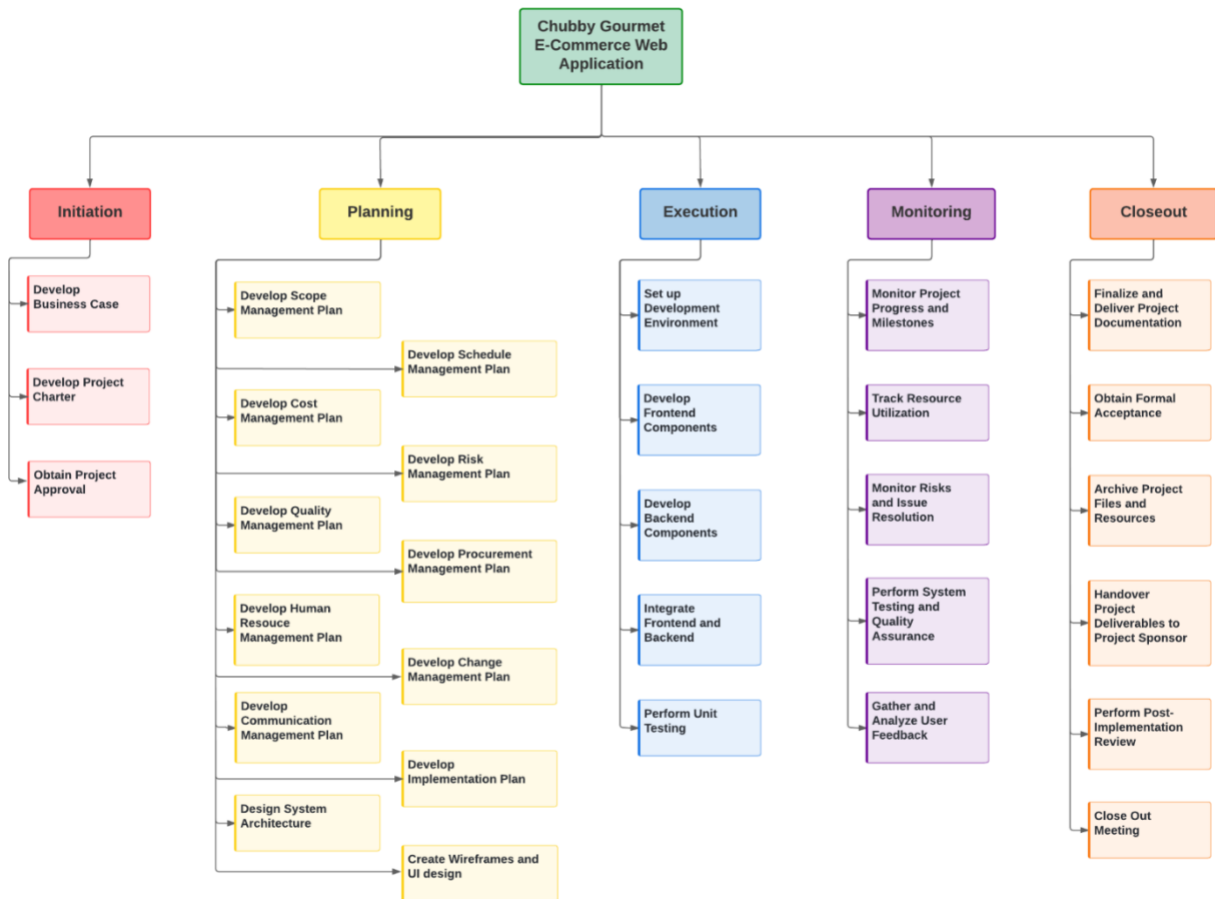 Chubby Gourmet
E-Commerce Web
Application
Initiation
Planning
Execution
Monitoring
Closeout
Develop
Business Case
Develop Project
Charter
Obtain Project
Approval
Develop Scope
Management Plan
Develop Schedule
Management Plan
Develop Cost
Management Plan
Develop Risk
Management Plan
Develop Quality
Management Plan
Develop Procurement
Management Plan
Develop Human
Resouce
Management Plan
Develop Change
Management Plan
Develop
Communication
Management Plan
Develop
Implementation Plan
Design System
Architecture
Create Wireframes and
UI design
Set up
Development
Environment
Develop
Frontend
Components
Develop
Backend
Components
Integrate
Frontend and
Backend
Perform Unit
Testing
Monitor Project
Progress and
Milestones
Track Resource
Utilization
Monitor Risks
and Issue
Resolution
Perform System
Testing and
Quality
Assurance
Gather and
Analyze User
Feedback
Finalize and
Deliver Project
Documentation
Obtain Formal
Acceptance
Archive Project
Files and
Resources
Handover
Project
Deliverables to
Project Sponsor
Perform Post-
Implementation
Review
Close Out
Meeting